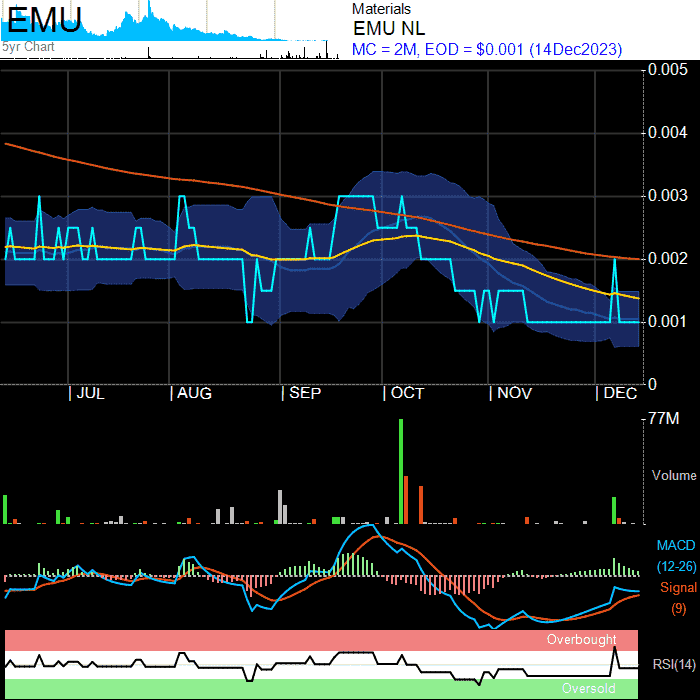 EMU
5yr Chart
Materials
EMU NL
MC = 2M, EOD = $0.001 (14Dec2023)
0.005
0.004
0.003
0.002
0.001
0
JUL AUG SEP OCT NOV DEC
77M
Volume
MACD
(12-26)
Signal
(9)
Overbought
RSI(14)
Oversold